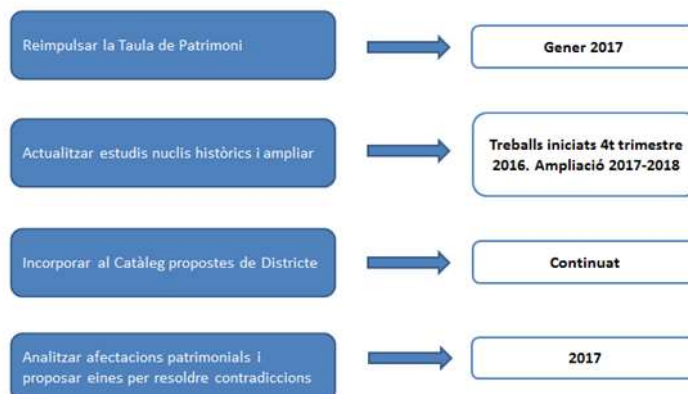 Reimpulsar la Taula de Patrimoni
Gener 2017
Actualitzar estudis nuclis històrics i ampliar
Treballs iniciats 4t trimestre
2016. Ampliació 2017-2018
Incorporar al Catàleg propostes de Districte
Continuat
Analitzar afectacions patrimonials i
proposar eines per resoldre contradiccions
2017